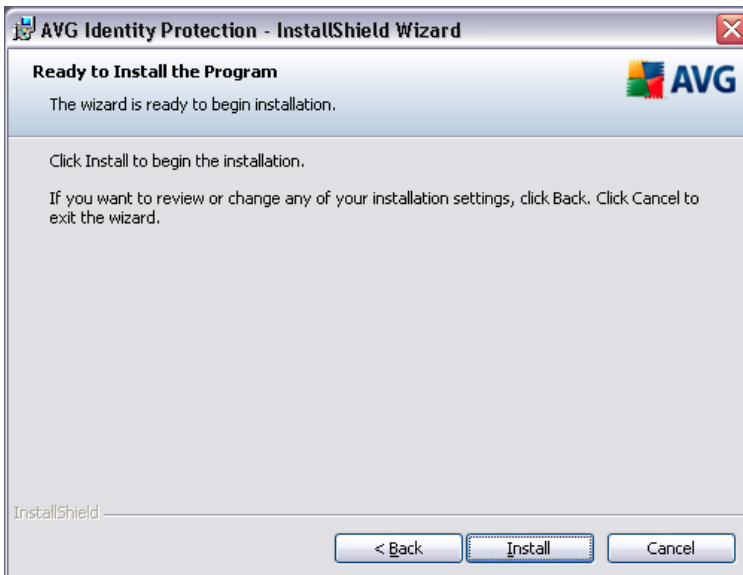 AVG Identity Protection - InstallShield Wizard
Ready to Install the Program
AVG
The wizard is ready to begin installation.
Click Install to begin the installation.
If you want to review or change any of your installation settings, click Back. Click Cancel to
exit the wizard.
InstallShield
< Back
Install
Cancel